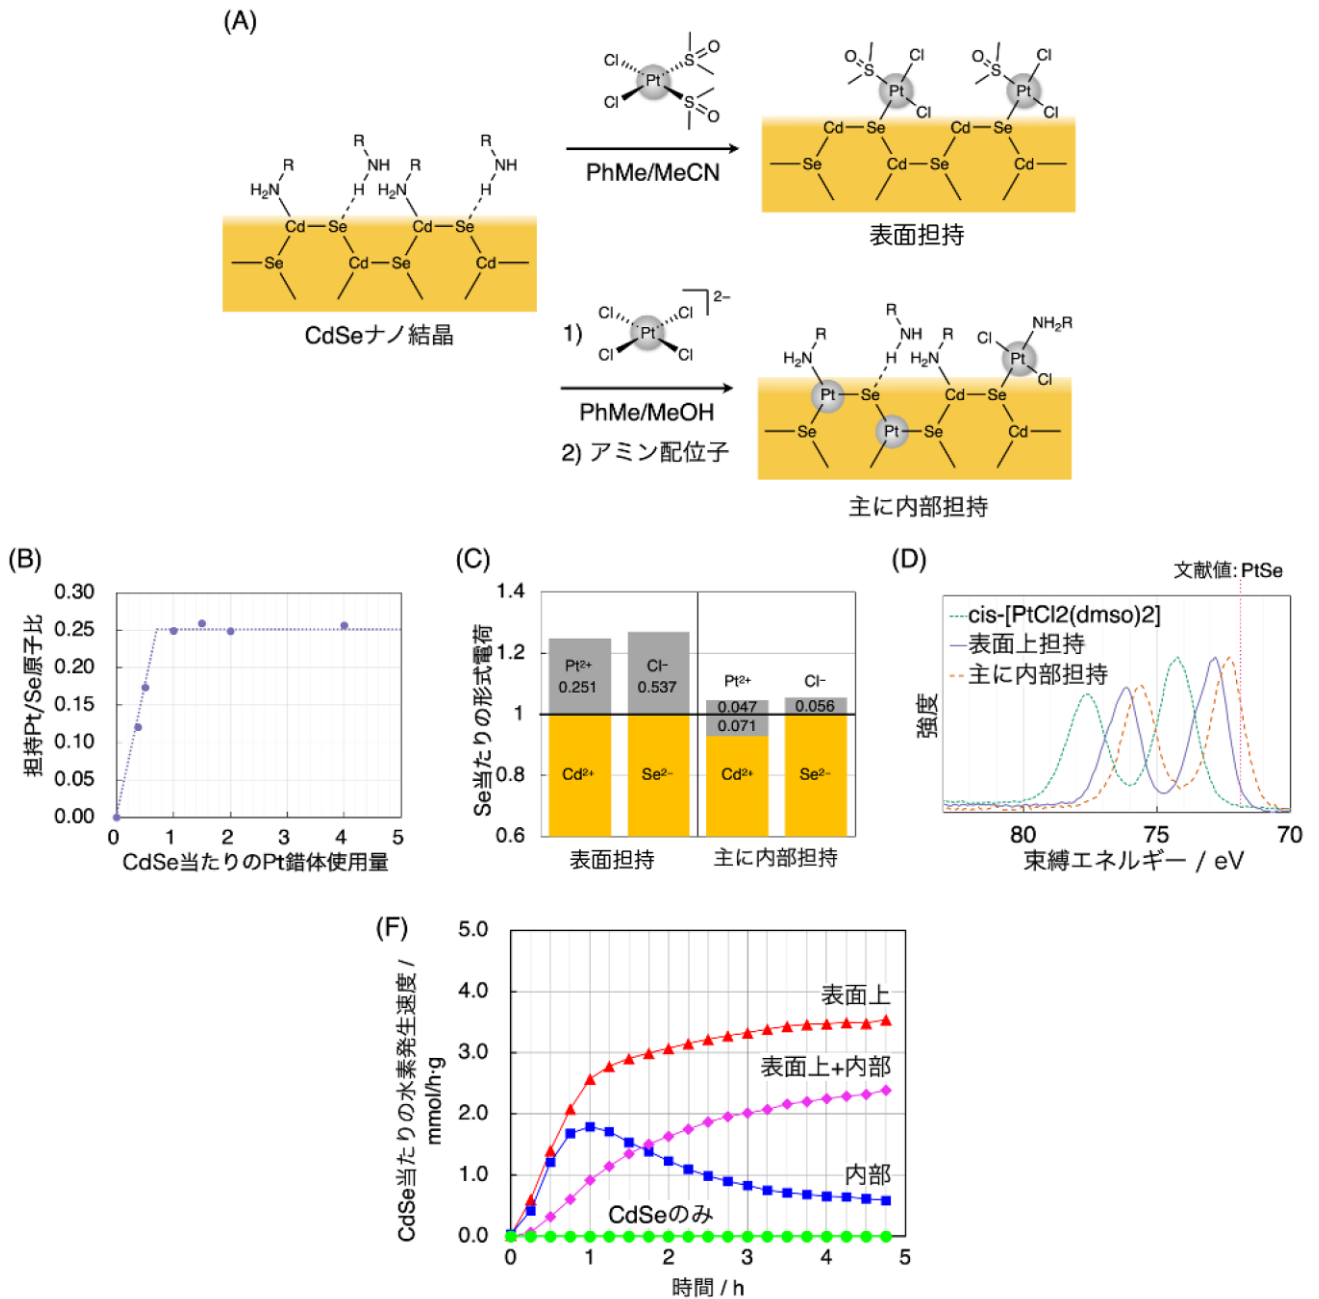 (A)
Cl
Cl
Pt
S
O
S
O
PhMe/MeCN
R
NH
H
R
H₂N
R
NH
H
R
H₂N
Cd
Se
Cd
Se
Se
Cd
Se
Cd
CdSeナノ結晶
O
S
Pt
Cl
Cl
O
S
Pt
Cl
Cl
Cd
Se
Cd
Se
Se
Cd
Se
Cd
表面担持
1)
Cl
Cl
Pt
Cl
Cl
2−
PhMe/MeOH
2) アミン配位子
R
H₂N
R
NH
H
R
H₂N
Cl
Pt
NH₂R
Cl
Pt
Se
Cd
Se
Se
Pt
Se
Cd
主に内部担持
(B)
担持Pt/Se原子比
0.30
0.25
0.20
0.15
0.10
0.05
0.00
0 1 2 3 4 5
CdSe当たりのPt錯体使用量
(C)
Se当たりの形式電荷
1.4
1.2
1
0.8
0.6
Pt²⁺
0.251
Cl⁻
0.537
Pt²⁺
0.047
0.071
Cl⁻
0.056
Cd²⁺
Se²⁻
Cd²⁺
Se²⁻
表面担持
主に内部担持
(D)
文献値: PtSe
cis-[PtCl2(dmso)2]
表面上担持
主に内部担持
強度
80 75 70
束縛エネルギー / eV
(F)
CdSe当たりの水素発生速度 /
mmol/h·g
5.0
4.0
3.0
2.0
1.0
0.0
表面上
表面上+内部
内部
CdSeのみ
0 1 2 3 4 5
時間 / h